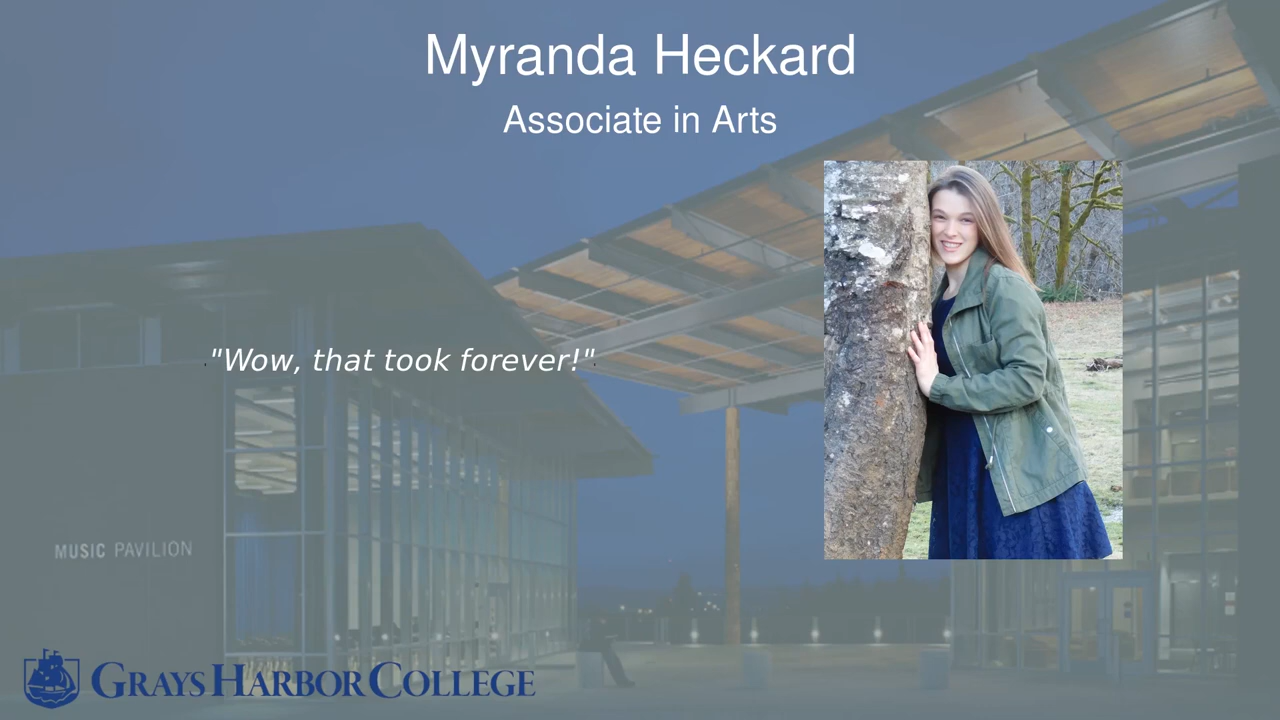 Myranda Heckard
Associate in Arts
"Wow, that took forever!"
MUSIC PAVILION
GRAYS HARBOR COLLEGE